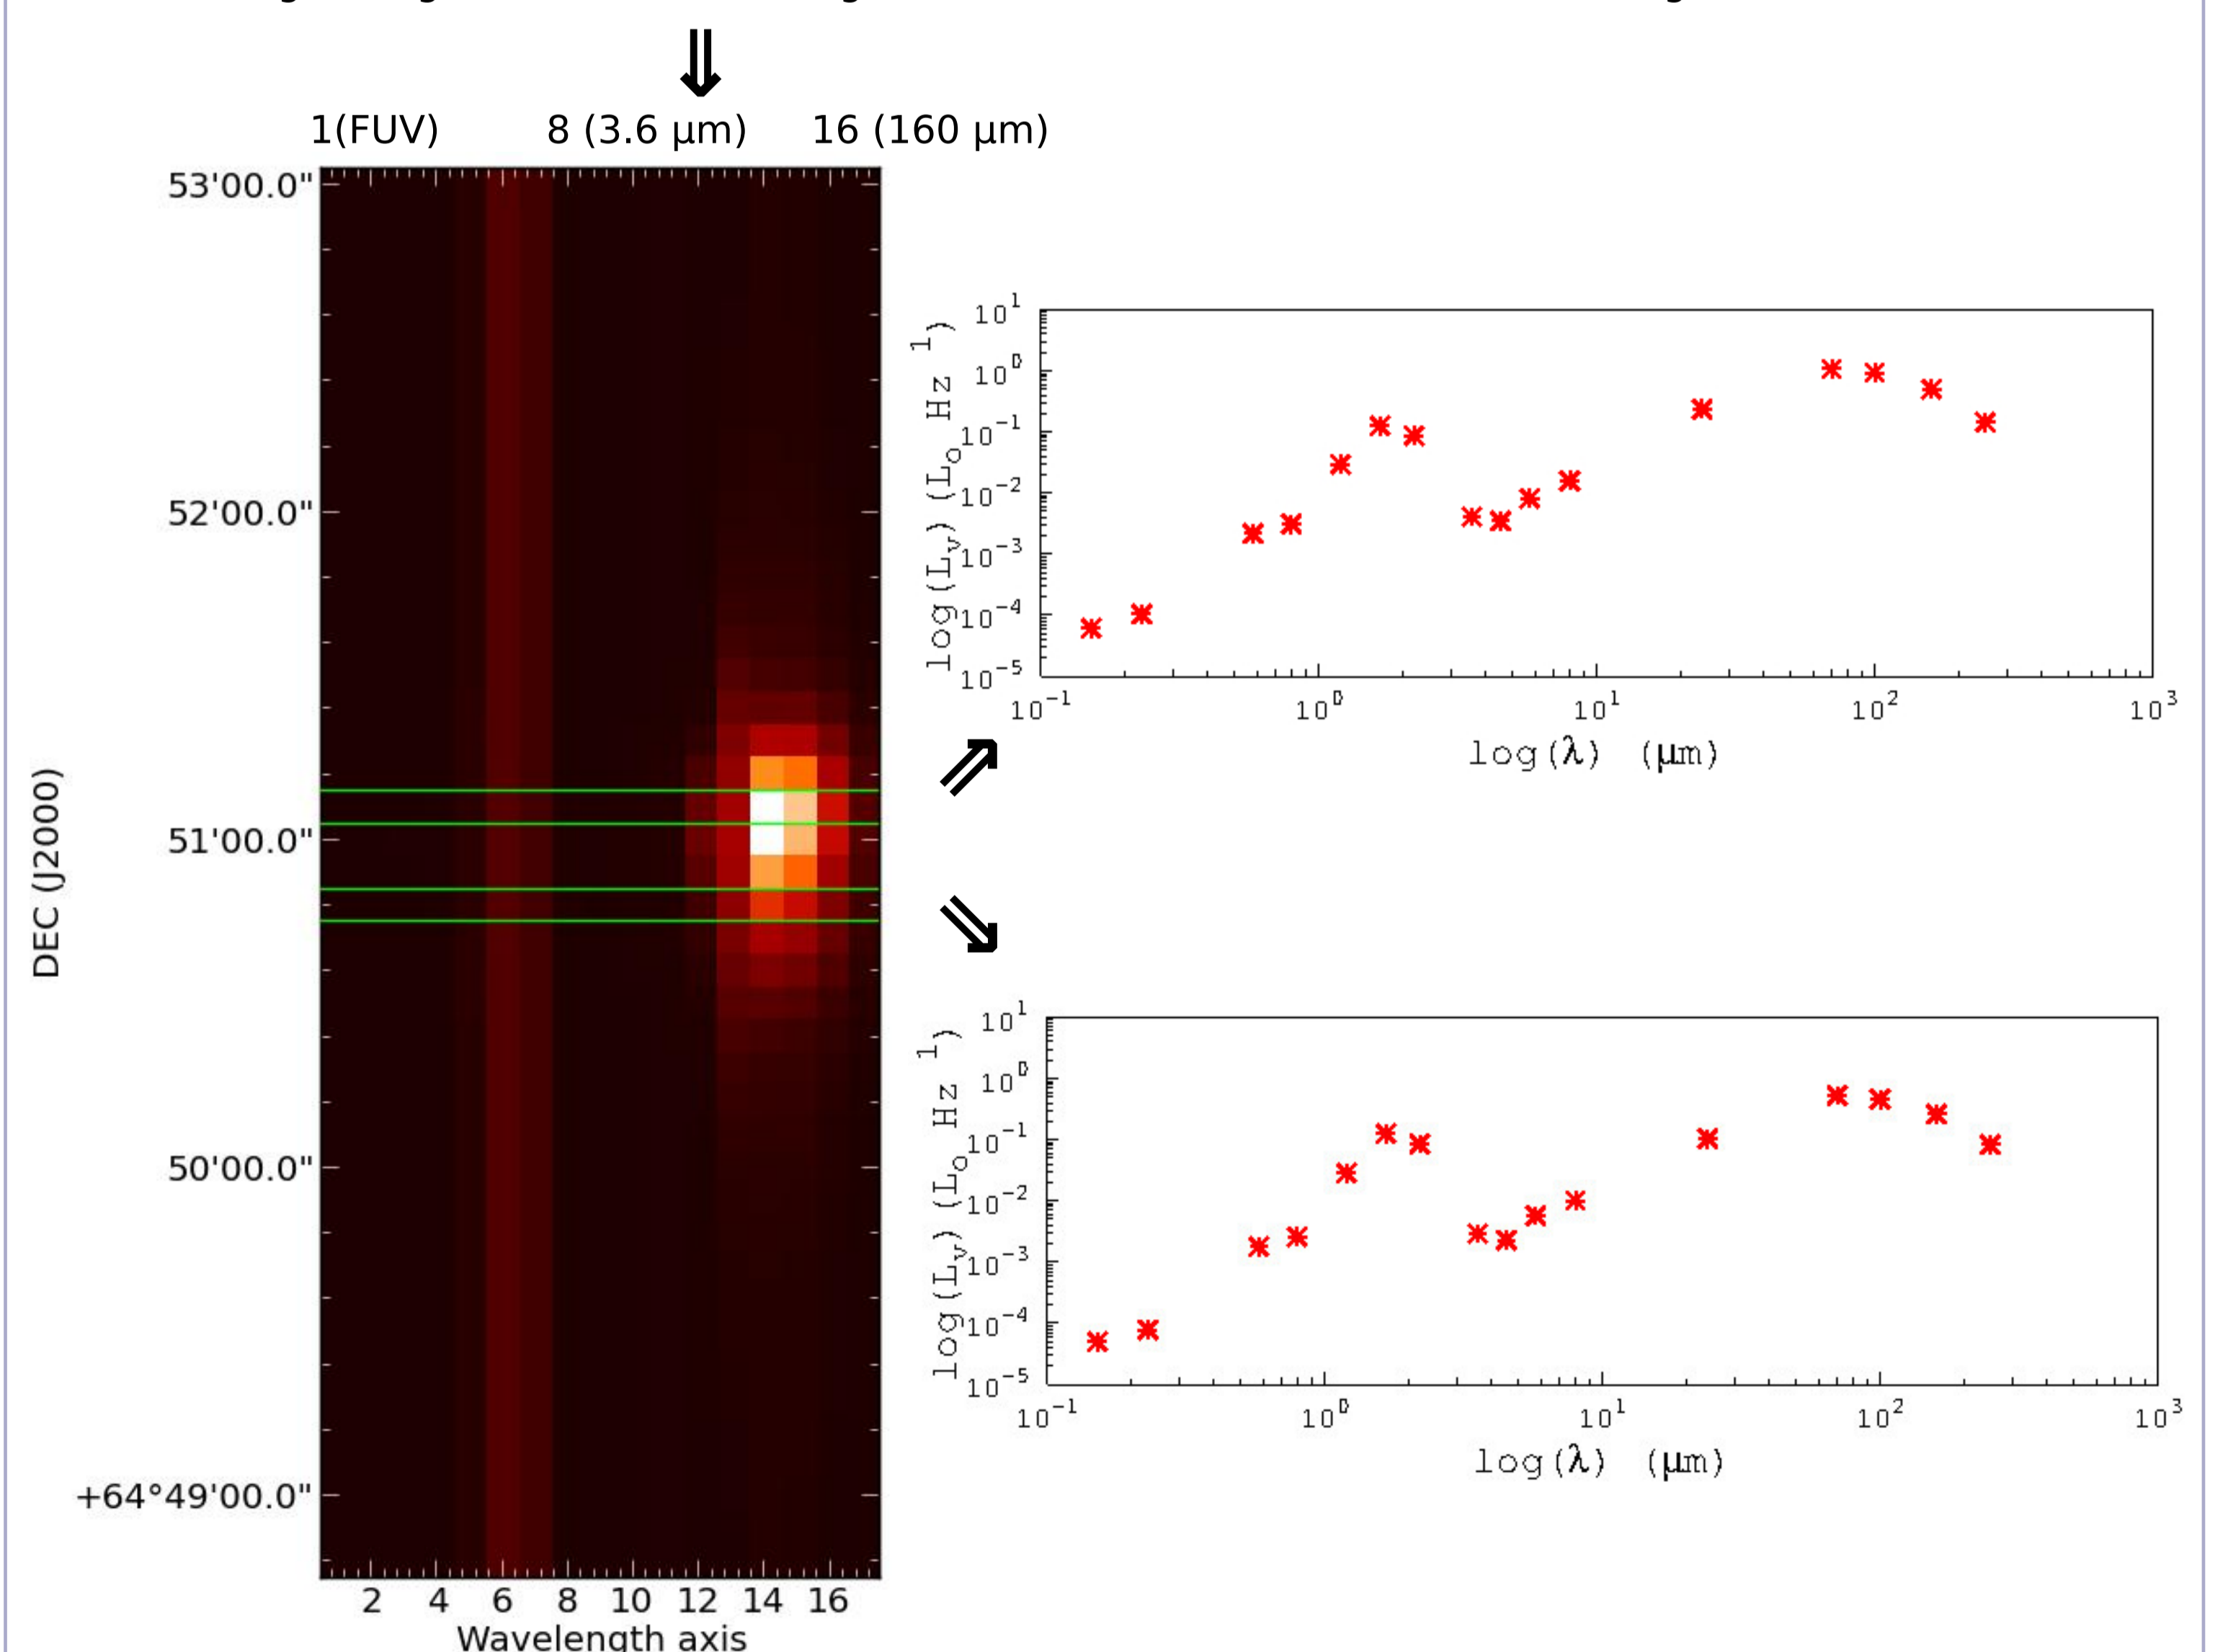 ⇓
1(FUV) 8 (3.6 μm) 16 (160 μm)
53'00.0"
52'00.0"
51'00.0"
50'00.0"
+64°49'00.0"
DEC (J2000)
2 4 6 8 10 12 14 16
Wavelength axis
⇗
log(Lν) (Lo Hz 1)
10^1
10^0
10^-1
10^-2
10^-3
10^-4
10^-5
10^-1 10^0 10^1 10^2 10^3
log(λ) (μm)
⇘
log(Lν) (Lo Hz 1)
10^1
10^0
10^-1
10^-2
10^-3
10^-4
10^-5
10^-1 10^0 10^1 10^2 10^3
log(λ) (μm)